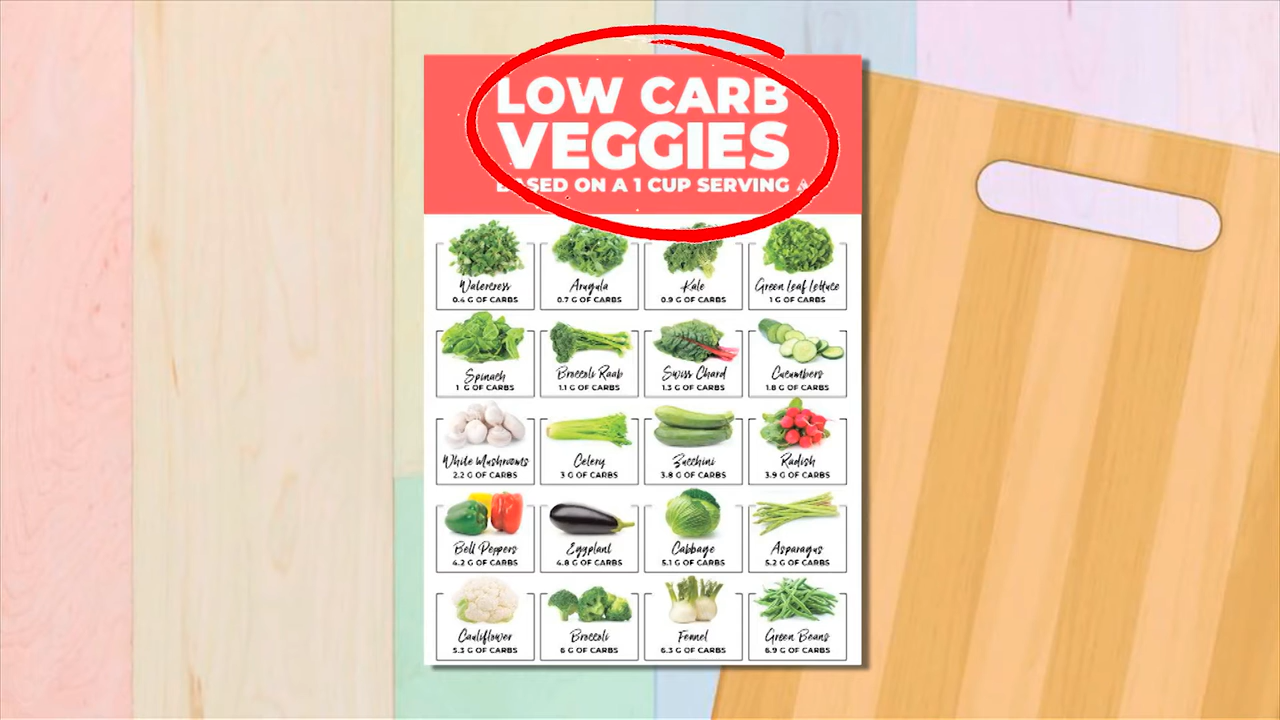 LOW CARB
VEGGIES
BASED ON A 1 CUP SERVING
Watercress
0.4 G OF CARBS
Arugula
0.7 G OF CARBS
Kale
0.9 G OF CARBS
Green Leaf Lettuce
1 G OF CARBS
Spinach
1 G OF CARBS
Broccoli Raab
1.1 G OF CARBS
Swiss Chard
1.3 G OF CARBS
Cucumbers
1.8 G OF CARBS
White Mushrooms
2.2 G OF CARBS
Celery
3 G OF CARBS
Zucchini
3.8 G OF CARBS
Radish
3.9 G OF CARBS
Bell Peppers
4.2 G OF CARBS
Eggplant
4.8 G OF CARBS
Cabbage
5.1 G OF CARBS
Asparagus
5.2 G OF CARBS
Cauliflower
5.3 G OF CARBS
Broccoli
6 G OF CARBS
Fennel
6.3 G OF CARBS
Green Beans
6.9 G OF CARBS